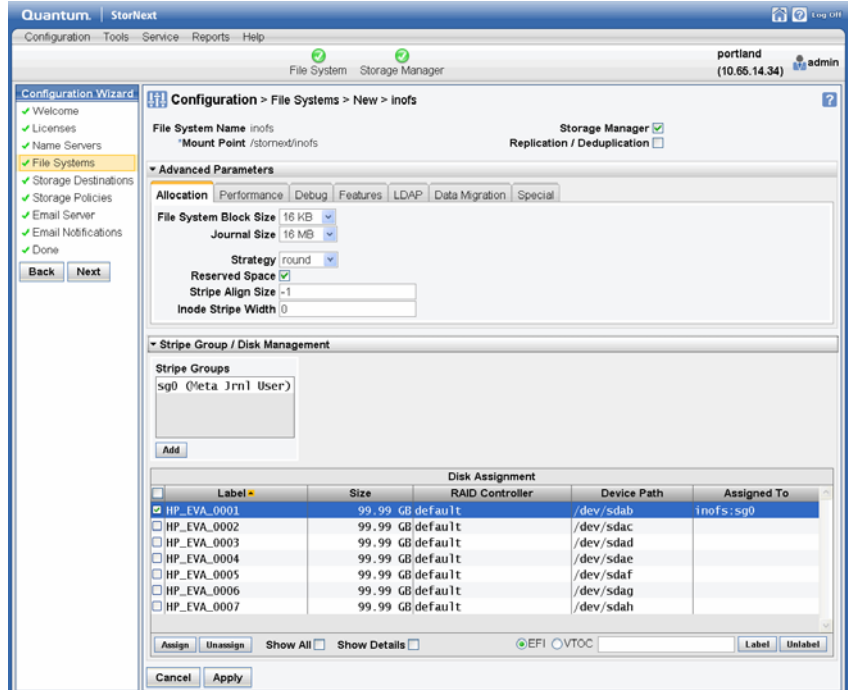 Quantum. | StorNext Log Off
Configuration Tools Service Reports Help
File System Storage Manager
portland
(10.65.14.34)
admin
Configuration Wizard
Welcome
Licenses
Name Servers
File Systems
Storage Destinations
Storage Policies
Email Server
Email Notifications
Done
Back Next
Configuration > File Systems > New > inofs ?
File System Name inofs
*Mount Point /stornext/inofs
Storage Manager
Replication / Deduplication
Advanced Parameters
Allocation Performance Debug Features LDAP Data Migration Special
File System Block Size 16 KB
Journal Size 16 MB
Strategy round
Reserved Space
Stripe Align Size -1
Inode Stripe Width 0
Stripe Group / Disk Management
Stripe Groups
sg0 (Meta Jrnl User)
Add
Disk Assignment
Label Size RAID Controller Device Path Assigned To
HP_EVA_0001 99.99 GB default /dev/sdab inofs:sg0
HP_EVA_0002 99.99 GB default /dev/sdac
HP_EVA_0003 99.99 GB default /dev/sdad
HP_EVA_0004 99.99 GB default /dev/sdae
HP_EVA_0005 99.99 GB default /dev/sdaf
HP_EVA_0006 99.99 GB default /dev/sdag
HP_EVA_0007 99.99 GB default /dev/sdah
Assign Unassign Show All Show Details EFI VTOC Label Unlabel
Cancel Apply